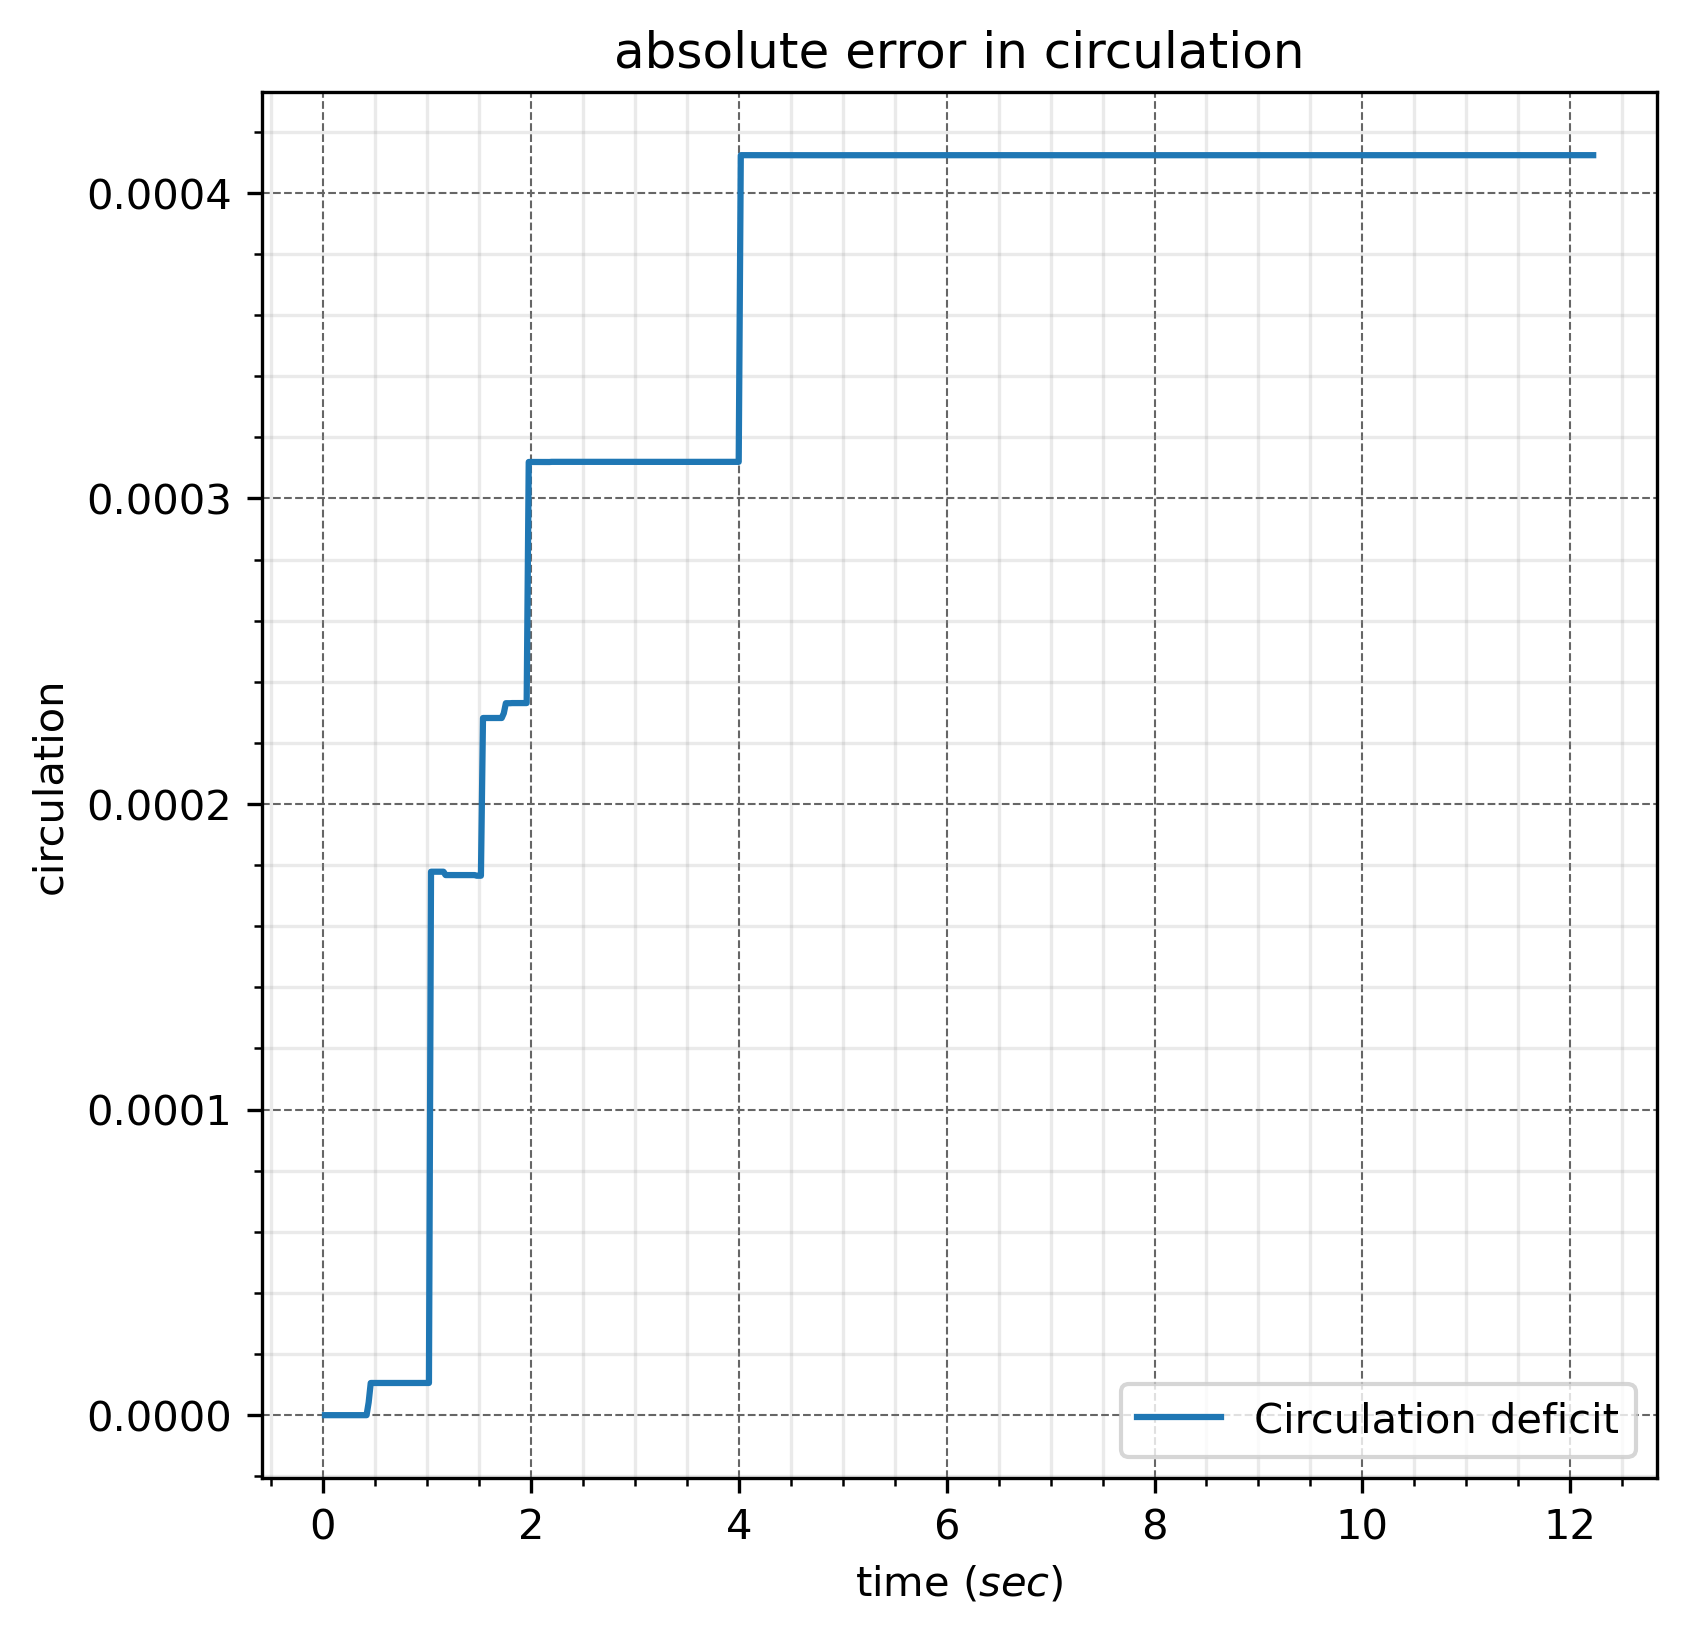 absolute error in circulation
circulation
0.0004
0.0003
0.0002
0.0001
0.0000
Circulation deficit
0 2 4 6 8 10 12
time (sec)